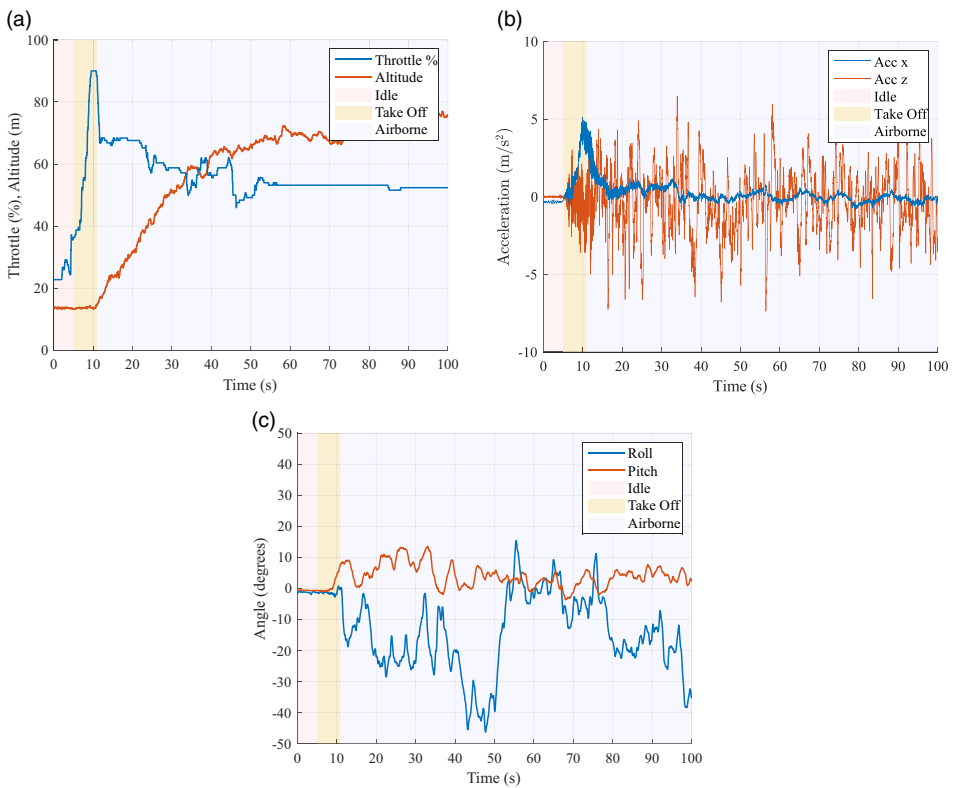 (a)
Throttle (%), Altitude (m)
100
80
60
40
20
0
Throttle %
Altitude
Idle
Take Off
Airborne
0 10 20 30 40 50 60 70 80 90 100
Time (s)
(b)
Accceleration (m/s²)
10
5
0
-5
-10
Acc x
Acc z
Idle
Take Off
Airborne
0 10 20 30 40 50 60 70 80 90 100
Time (s)
(c)
Angle (degrees)
50
40
30
20
10
0
-10
-20
-30
-40
-50
Roll
Pitch
Idle
Take Off
Airborne
0 10 20 30 40 50 60 70 80 90 100
Time (s)